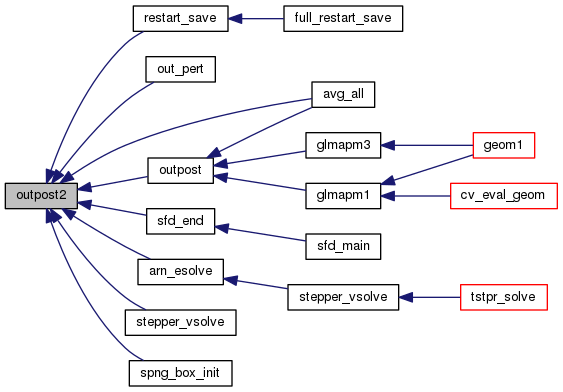 restart_save
full_restart_save
out_pert
avg_all
glmapm3
geom1
outpost
outpost2
glmapm1
cv_eval_geom
sfd_end
sfd_main
arn_esolve
stepper_vsolve
tstpr_solve
stepper_vsolve
spng_box_init